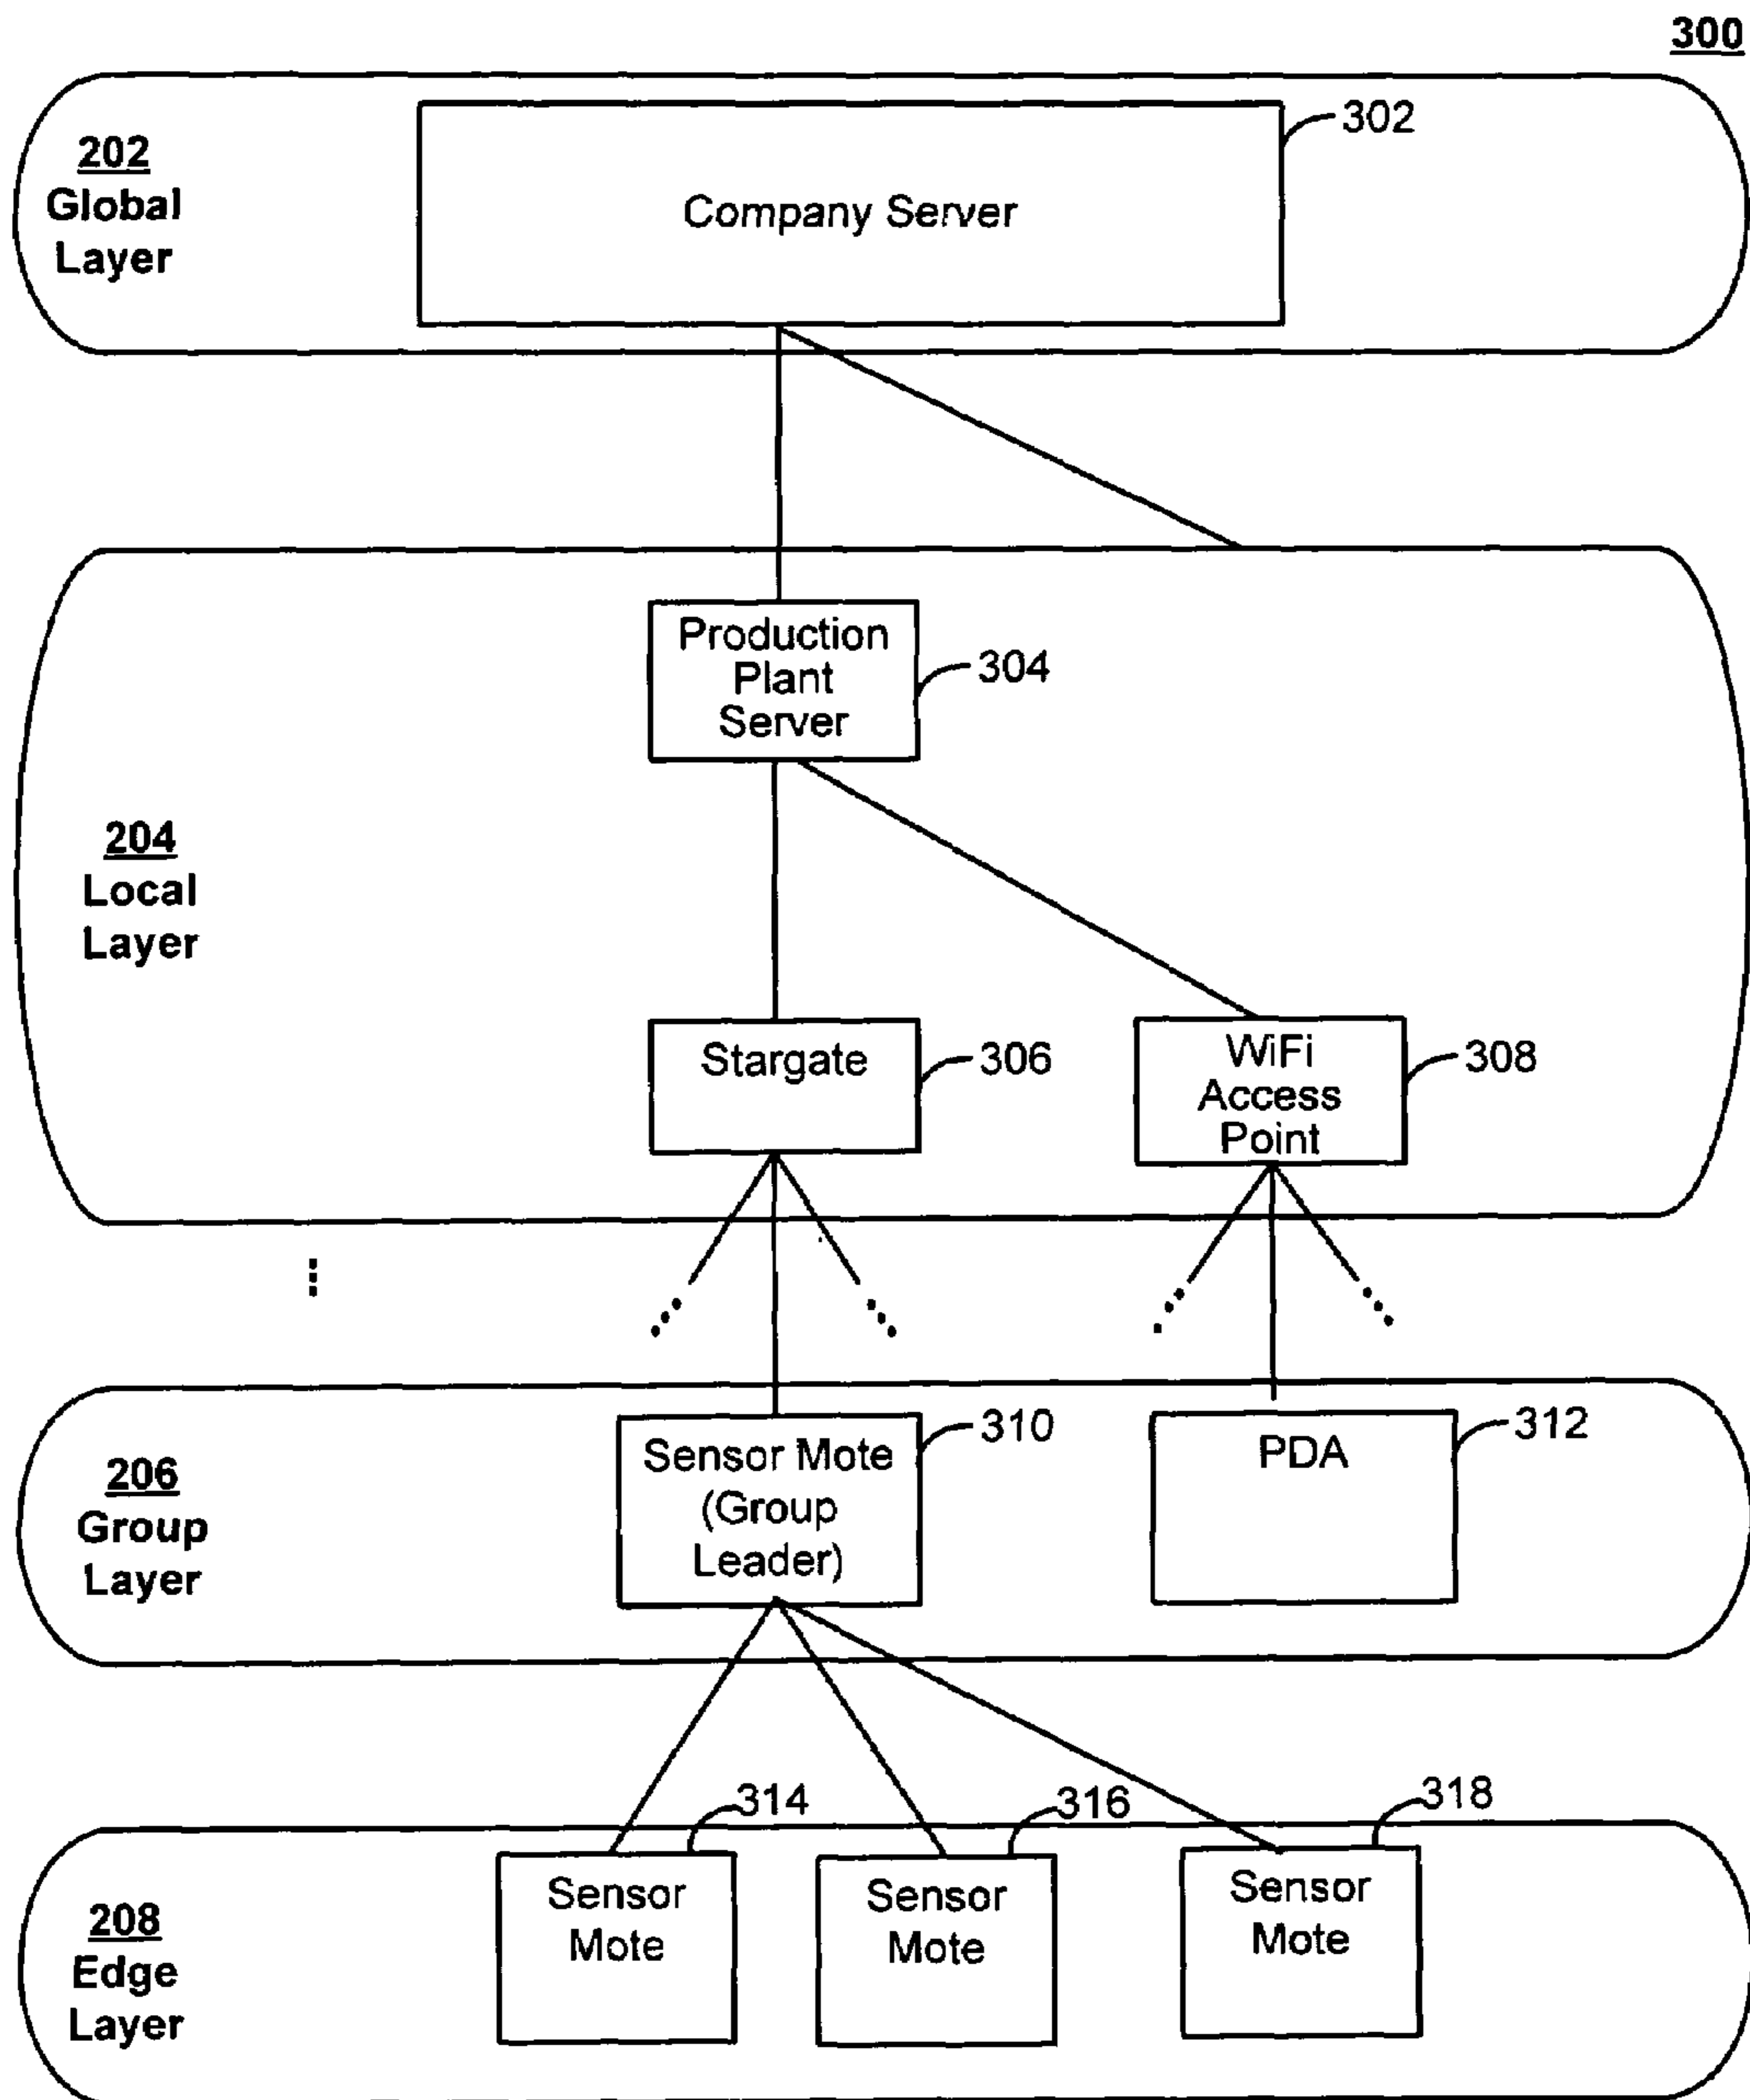 300
302
202
Global
Layer
Company Server
Production
Plant
Server
304
204
Local
Layer
Stargate
306
WiFi
Access
Point
308
206
Group
Layer
Sensor Mote
(Group
Leader)
310
PDA
312
314
316
318
208
Edge
Layer
Sensor
Mote
Sensor
Mote
Sensor
Mote